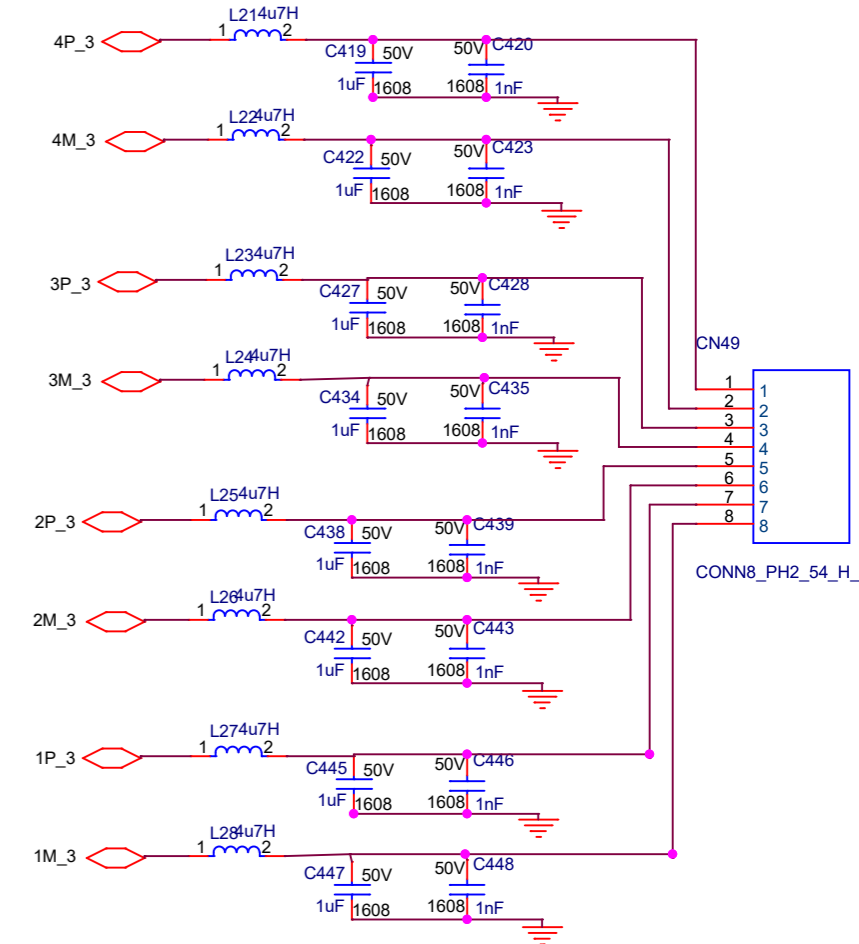 L21 4u7H
4P_3
1
2
C419
50V
1uF
1608
50V
C420
1608
1nF
L22 4u7H
4M_3
1
2
C422
50V
1uF
1608
50V
C423
1608
1nF
L23 4u7H
3P_3
1
2
C427
50V
1uF
1608
50V
C428
1608
1nF
L24 4u7H
3M_3
1
2
C434
50V
1uF
1608
50V
C435
1608
1nF
CN49
1 1
2 2
3 3
4 4
5 5
6 6
7 7
8 8
CONN8_PH2_54_H_
L25 4u7H
2P_3
1
2
C438
50V
1uF
1608
50V
C439
1608
1nF
L26 4u7H
2M_3
1
2
C442
50V
1uF
1608
50V
C443
1608
1nF
L27 4u7H
1P_3
1
2
C445
50V
1uF
1608
50V
C446
1608
1nF
L28 4u7H
1M_3
1
2
C447
50V
1uF
1608
50V
C448
1608
1nF